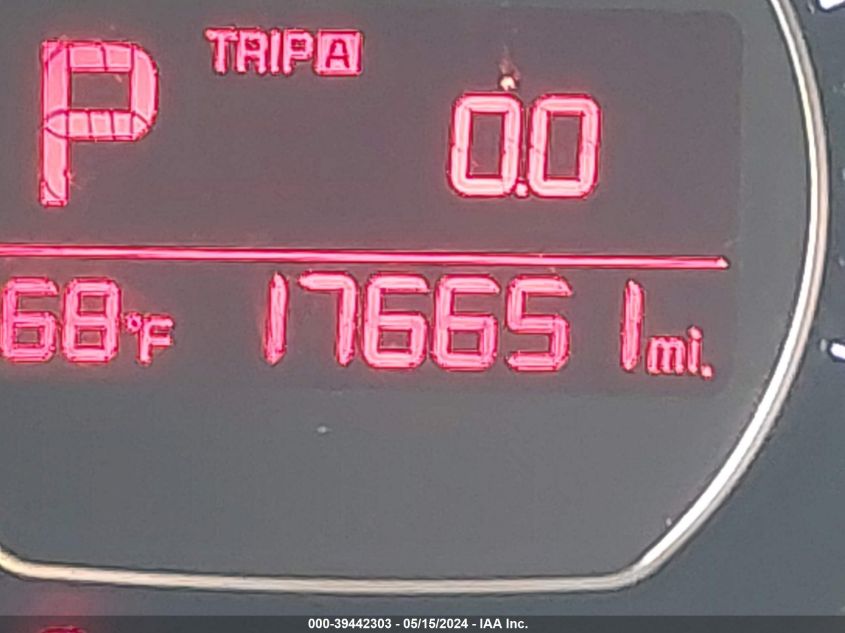 P TRIP A
0.0
68°F 176651 mi.
000-39442303 - 05/15/2024 - IAA Inc.